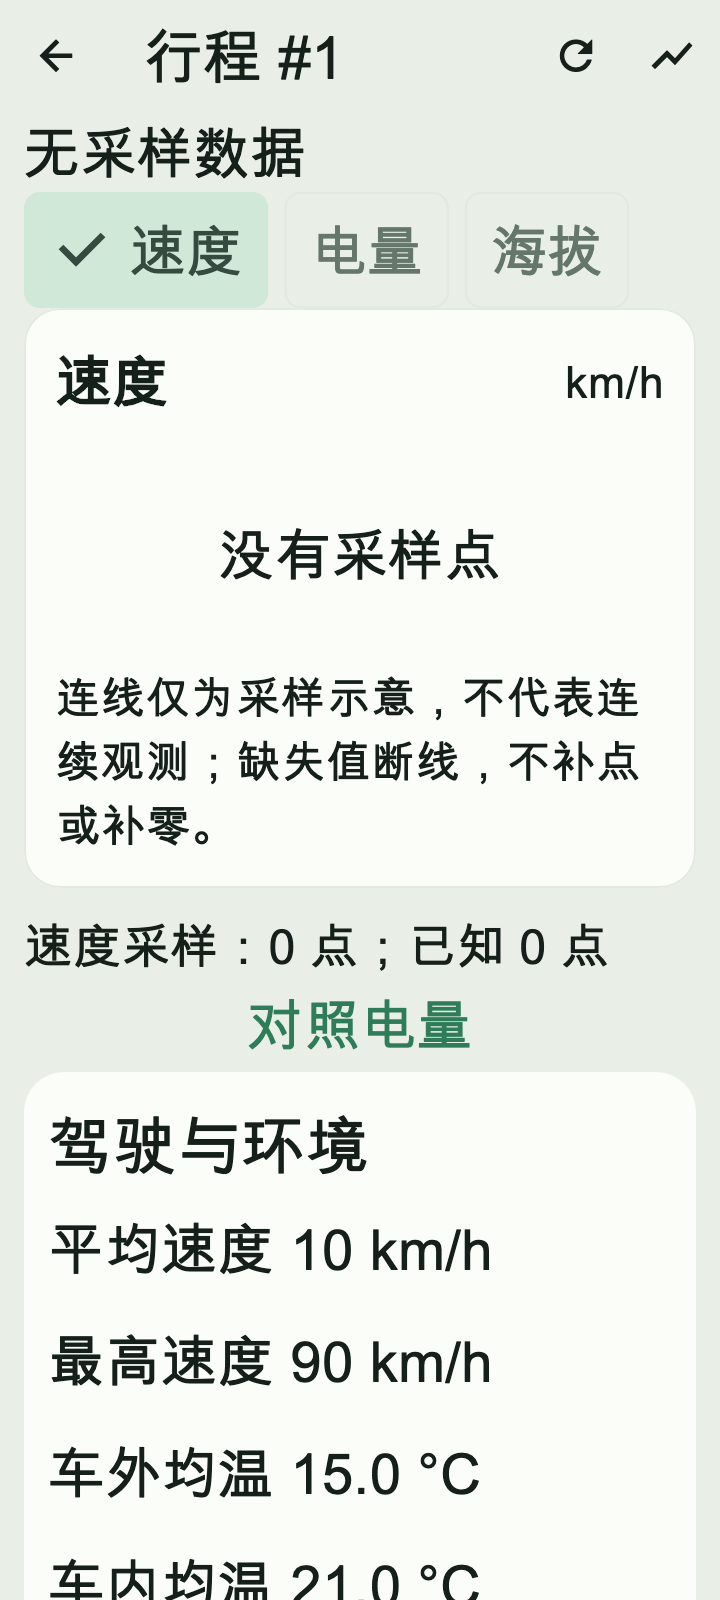 行程 #1
无采样数据
速度
电量
海拔
速度
km/h
没有采样点
连线仅为采样示意，不代表连
续观测；缺失值断线，不补点
或补零。
速度采样：0 点；已知 0 点
对照电量
驾驶与环境
平均速度 10 km/h
最高速度 90 km/h
车外均温 15.0 °C
车内均温 21.0 °C